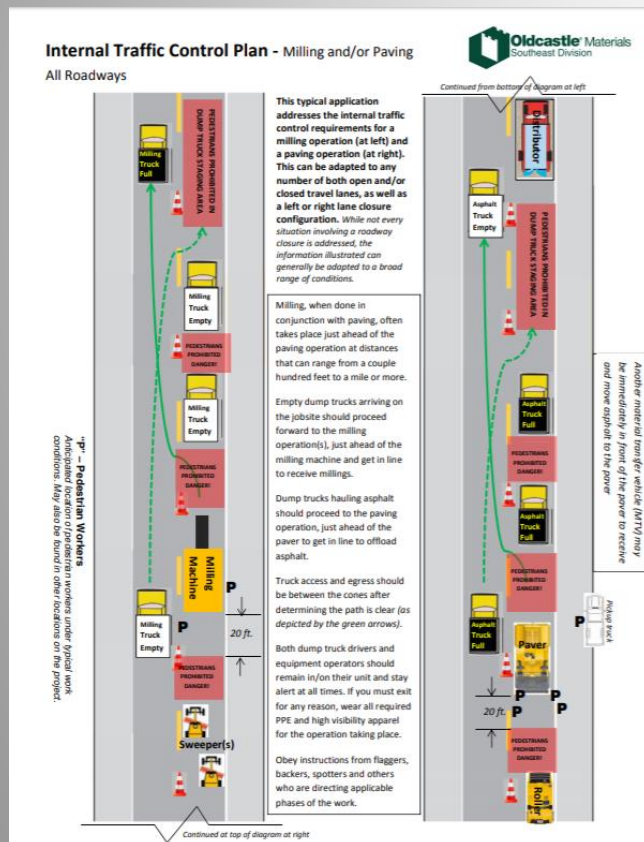 Internal Traffic Control Plan - Milling and/or Paving
All Roadways
Oldcastle® Materials
Southeast Division
Milling
Truck
Full
PEDESTRIANS PROHIBITED IN
DUMP TRUCK STAGING AREA
Milling
Truck
Empty
PEDESTRIANS
PROHIBITED
DANGER!
Milling
Truck
Empty
PEDESTRIANS
PROHIBITED
DANGER!
Milling
Machine
P
P
20 ft.
Milling
Truck
Empty
PEDESTRIANS
PROHIBITED
DANGER!
Sweeper(s)
Continued at top of diagram at right
"P" – Pedestrian Workers
Anticipated location of pedestrian workers under typical work
conditions. May also be found in other locations on the project.
This typical application
addresses the internal traffic
control requirements for a
milling operation (at left) and
a paving operation (at right).
This can be adapted to any
number of both open and/or
closed travel lanes, as well as
a left or right lane closure
configuration. While not every
situation involving a roadway
closure is addressed, the
information illustrated can
generally be adapted to a broad
range of conditions.
Milling, when done in
conjunction with paving, often
takes place just ahead of the
paving operation at distances
that can range from a couple
hundred feet to a mile or more.
Empty dump trucks arriving on
the jobsite should proceed
forward to the milling
operation(s), just ahead of the
milling machine and get in line
to receive millings.
Dump trucks hauling asphalt
should proceed to the paving
operation, just ahead of the
paver to get in line to offload
asphalt.
Truck access and egress should
be between the cones after
determining the path is clear (as
depicted by the green arrows).
Both dump truck drivers and
equipment operators should
remain in/on their unit and stay
alert at all times. If you must exit
for any reason, wear all required
PPE and high visibility apparel
for the operation taking place.
Obey instructions from flaggers,
backers, spotters and others
who are directing applicable
phases of the work.
Continued from bottom of diagram at left
Distributor
Asphalt
Truck
Empty
PEDESTRIANS PROHIBITED IN
DUMP TRUCK STAGING AREA
Asphalt
Truck
Full
PEDESTRIANS
PROHIBITED
DANGER!
Asphalt
Truck
Full
PEDESTRIANS
PROHIBITED
DANGER!
Asphalt
Truck
Full
Paver
P
Pickup truck
P
P
P
P
20 ft.
PEDESTRIANS
PROHIBITED
DANGER!
Roller
Another material transfer vehicle (MTV) may
be immediately in front of the paver to receive
and move asphalt to the paver